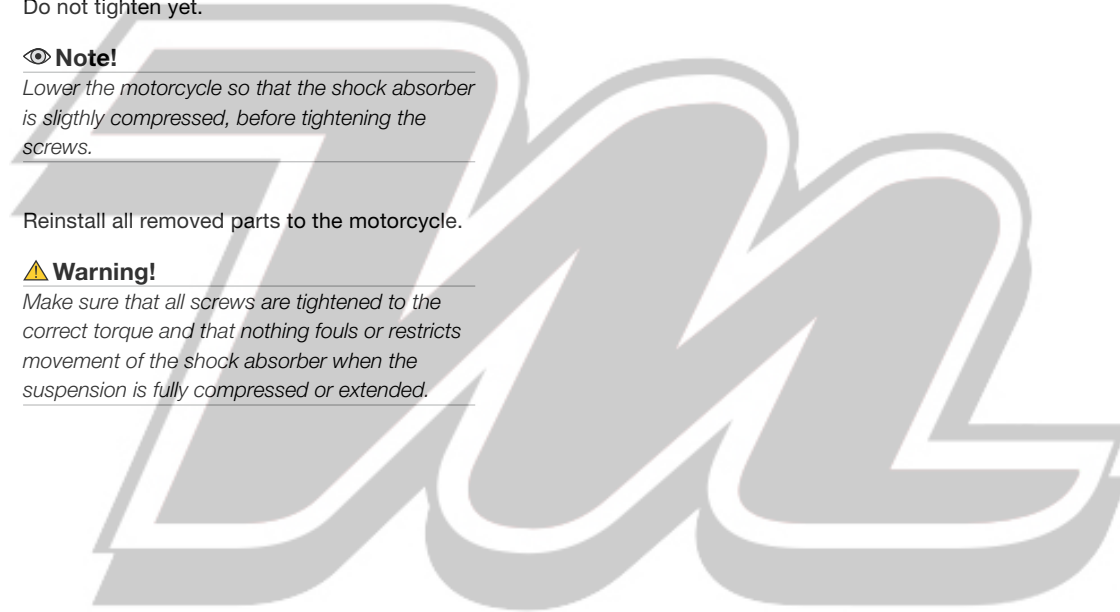 Do not tighten yet.
Note!
Lower the motorcycle so that the shock absorber
is sligthly compressed, before tightening the
screws.
Reinstall all removed parts to the motorcycle.
Warning!
Make sure that all screws are tightened to the
correct torque and that nothing fouls or restricts
movement of the shock absorber when the
suspension is fully compressed or extended.